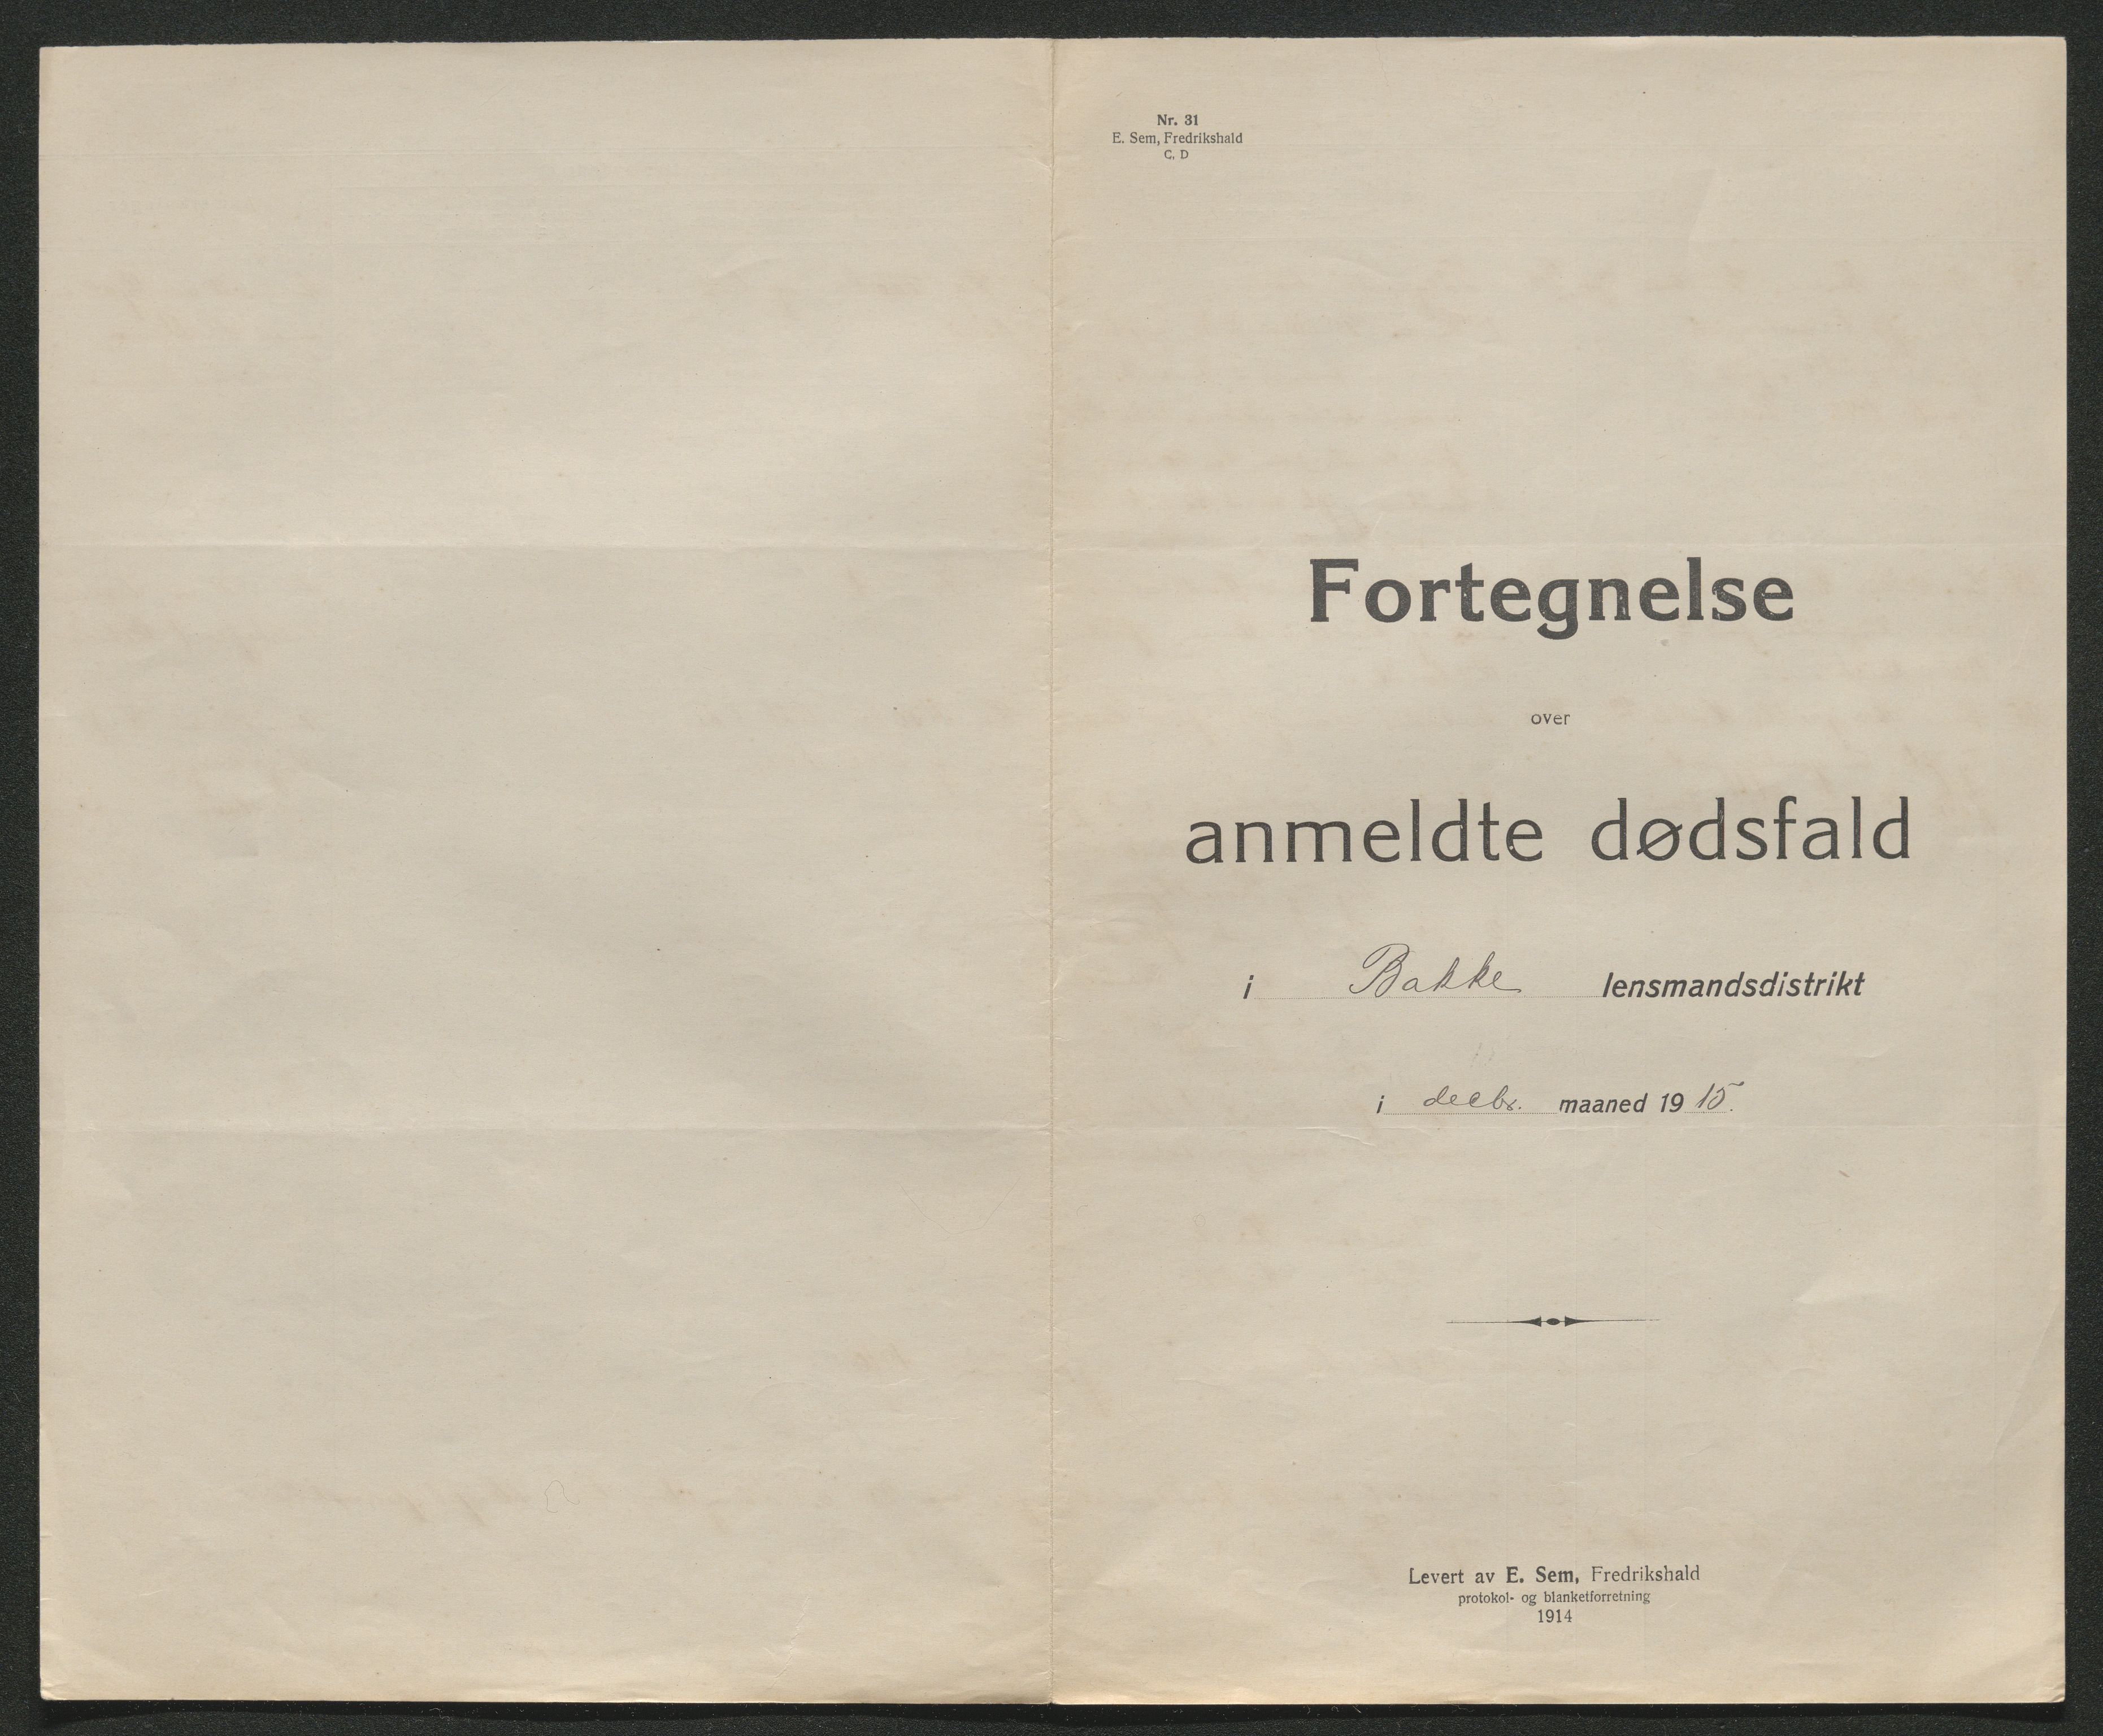 Nr. 31
E. Sem, Fredrikshald
C, D
Fortegnelse
over
anmeldte dødsfald
i Bakke lensmandsdistrikt
i decbr. maaned 1915.
Levert av E. Sem, Fredrikshald
protokol- og blanketforretning
1914